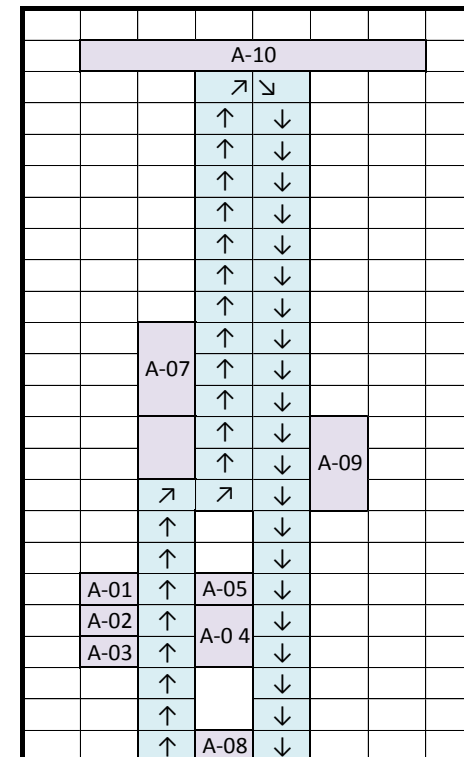 A-10
↗ ↘
↑ ↓
↑ ↓
↑ ↓
↑ ↓
↑ ↓
↑ ↓
↑ ↓
↑ ↓
A-07 ↑ ↓
↑ ↓
↑ ↓
↑ ↓ A-09
↑ ↓
↗ ↗ ↓
↑ ↓
↑ ↓
A-01 ↑ A-05 ↓
A-02 ↑ A-0 4 ↓
A-03 ↑ ↓
↑ ↓
↑ ↓
↑ A-08 ↓